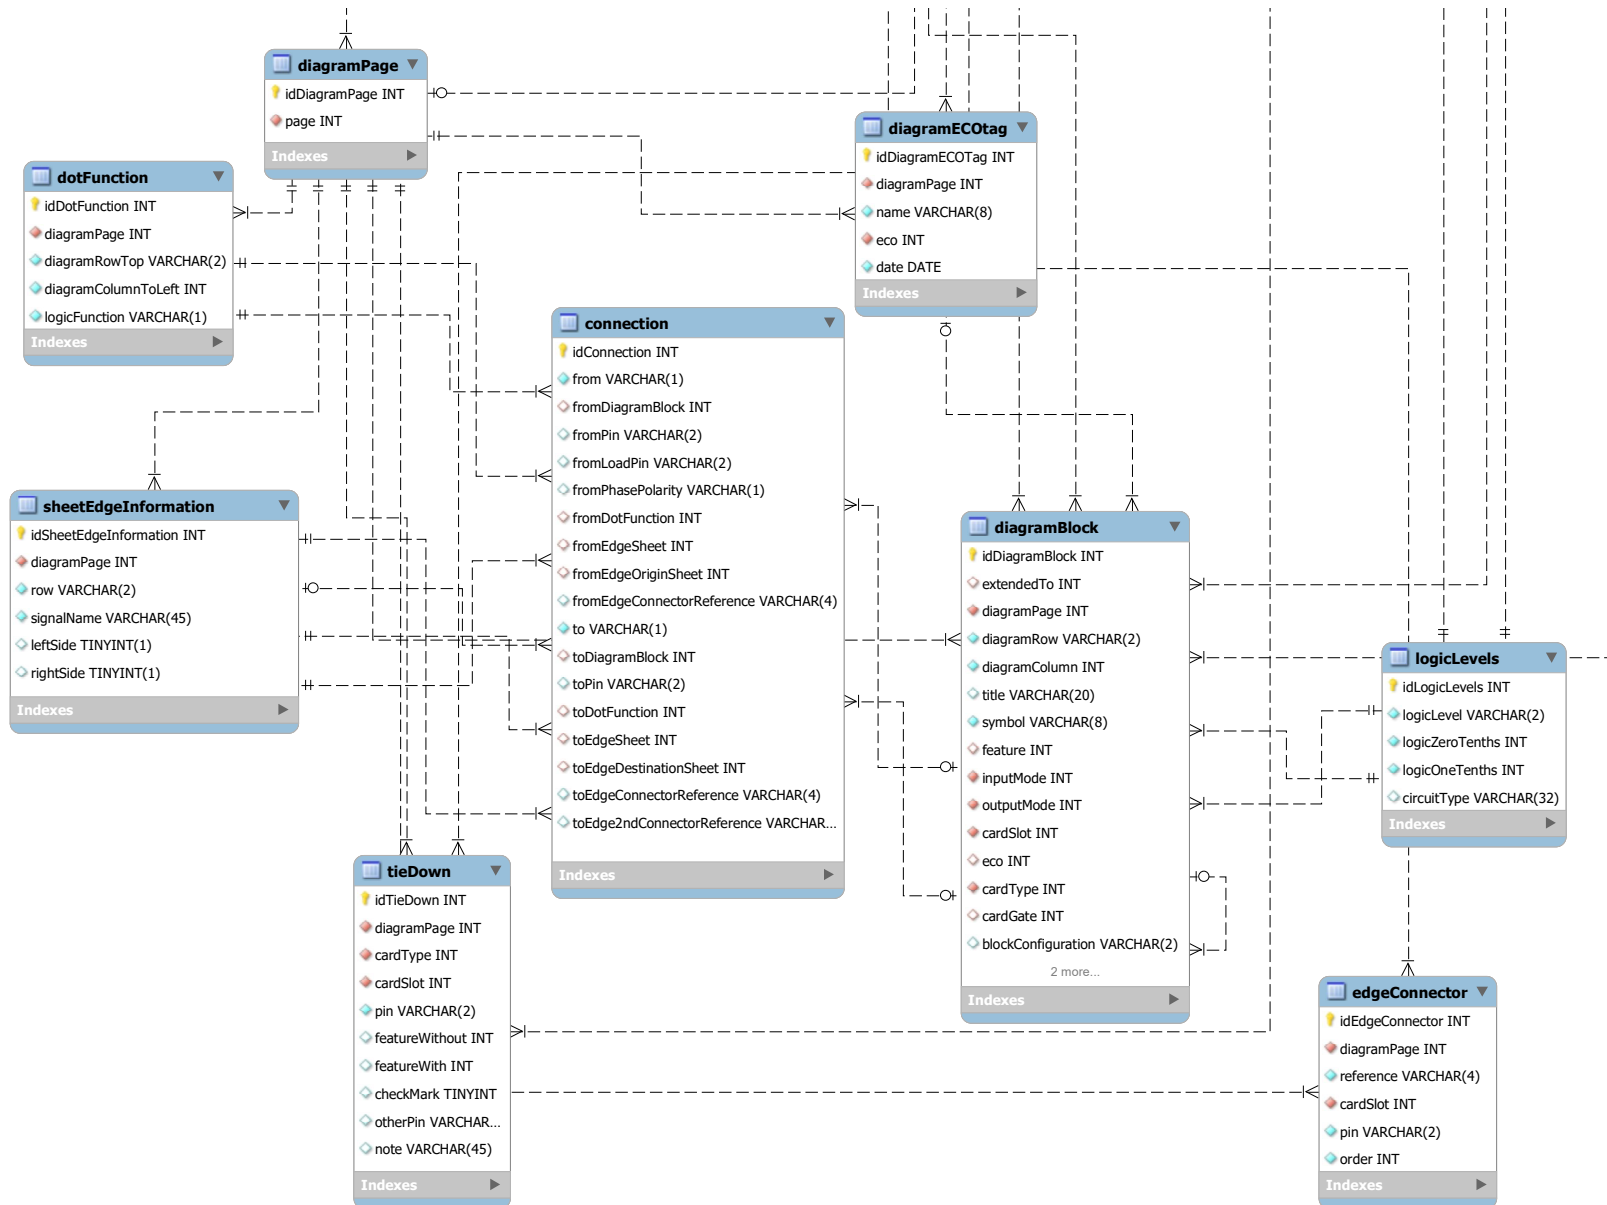 diagramPage
idDiagramPage INT
page INT
Indexes
diagramECOtag
idDiagramECOTag INT
diagramPage INT
name VARCHAR(8)
eco INT
date DATE
Indexes
dotFunction
idDotFunction INT
diagramPage INT
diagramRowTop VARCHAR(2)
diagramColumnToLeft INT
logicFunction VARCHAR(1)
Indexes
connection
idConnection INT
from VARCHAR(1)
fromDiagramBlock INT
fromPin VARCHAR(2)
fromLoadPin VARCHAR(2)
fromPhasePolarity VARCHAR(1)
fromDotFunction INT
fromEdgeSheet INT
fromEdgeOriginSheet INT
fromEdgeConnectorReference VARCHAR(4)
to VARCHAR(1)
toDiagramBlock INT
toPin VARCHAR(2)
toDotFunction INT
toEdgeSheet INT
toEdgeDestinationSheet INT
toEdgeConnectorReference VARCHAR(4)
toEdge2ndConnectorReference VARCHAR...
Indexes
sheetEdgeInformation
idSheetEdgeInformation INT
diagramPage INT
row VARCHAR(2)
signalName VARCHAR(45)
leftSide TINYINT(1)
rightSide TINYINT(1)
Indexes
diagramBlock
idDiagramBlock INT
extendedTo INT
diagramPage INT
diagramRow VARCHAR(2)
diagramColumn INT
title VARCHAR(20)
symbol VARCHAR(8)
feature INT
inputMode INT
outputMode INT
cardSlot INT
eco INT
cardType INT
cardGate INT
blockConfiguration VARCHAR(2)
2 more...
Indexes
logicLevels
idLogicLevels INT
logicLevel VARCHAR(2)
logicZeroTenths INT
logicOneTenths INT
circuitType VARCHAR(32)
Indexes
tieDown
idTieDown INT
diagramPage INT
cardType INT
cardSlot INT
pin VARCHAR(2)
featureWithout INT
featureWith INT
checkMark TINYINT
otherPin VARCHAR...
note VARCHAR(45)
Indexes
edgeConnector
idEdgeConnector INT
diagramPage INT
reference VARCHAR(4)
cardSlot INT
pin VARCHAR(2)
order INT
Indexes